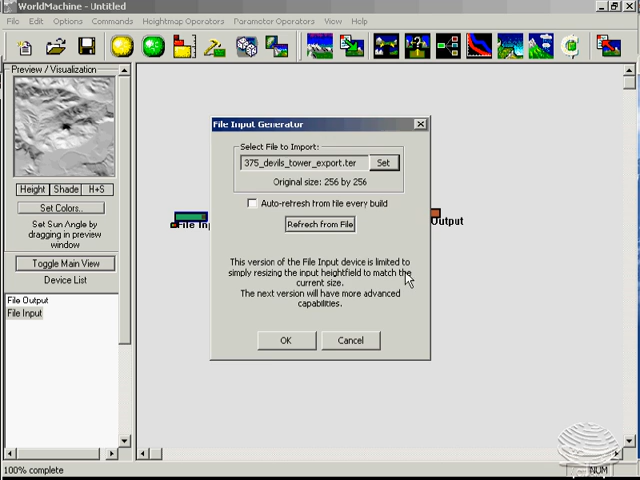 WorldMachine - Untitled
File Edit Options Commands Heightmap Operators Parameter Operators View Help
Preview / Visualization
Height Shade H+S
Set Colors..
Set Sun Angle by
dragging in preview
window
Toggle Main View
Device List
File Output
File Input
File In
Output
File Input Generator
Select File to Import:
375_devils_tower_export.ter Set
Original size: 256 by 256
Auto-refresh from file every build
Refresh from File
This version of the File Input device is limited to
simply resizing the input heightfield to match the
current size.
The next version will have more advanced
capabilities.
OK Cancel
100% complete
NUM